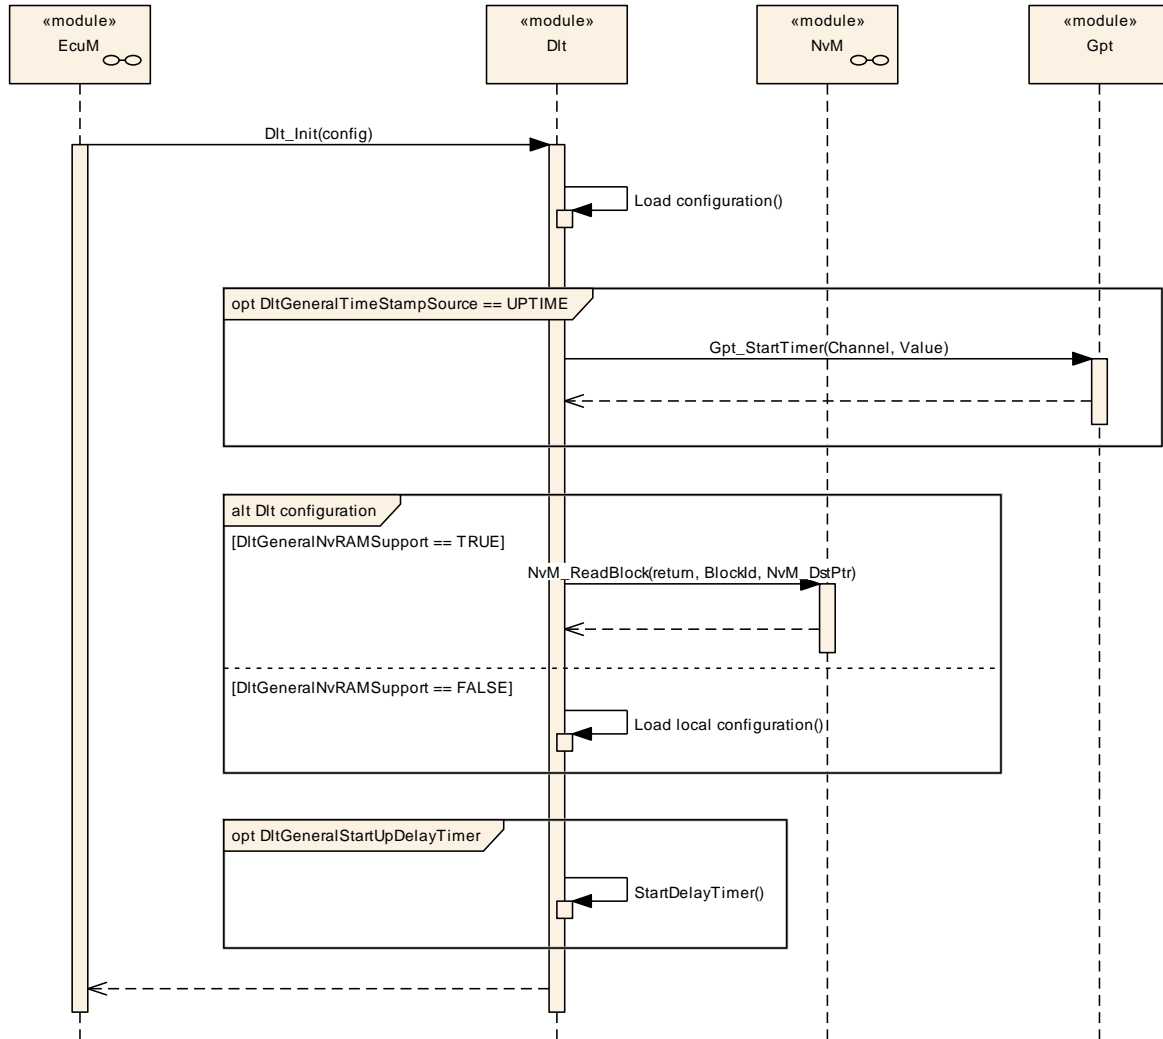 «module»
EcuM
«module»
Dlt
«module»
NvM
«module»
Gpt
Dlt_Init(config)
Load configuration()
opt DltGeneralTimeStampSource == UPTIME
Gpt_StartTimer(Channel, Value)
alt Dlt configuration
[DltGeneralNvRAMSupport == TRUE]
NvM_ReadBlock(return, BlockId, NvM_DstPtr)
[DltGeneralNvRAMSupport == FALSE]
Load local configuration()
opt DltGeneralStartUpDelayTimer
StartDelayTimer()